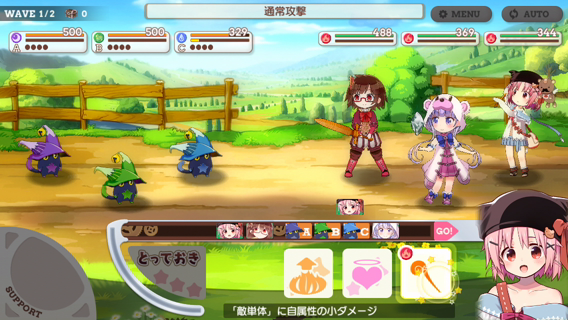 WAVE 1/2 0
通常攻撃
MENU
AUTO
500 500 329
A B C
488 369 344
A B C GO!
とっておき
SUPPORT
「敵単体」に自属性の小ダメージ